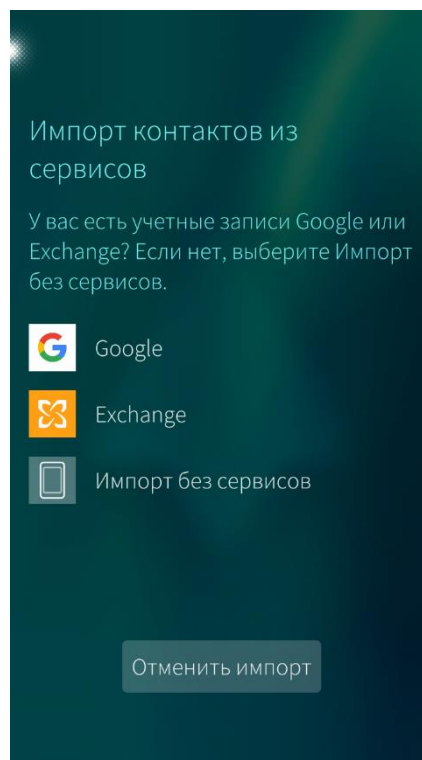 Импорт контактов из
сервисов
У вас есть учетные записи Google или
Exchange? Если нет, выберите Импорт
без сервисов.
Google
Exchange
Импорт без сервисов
Отменить импорт